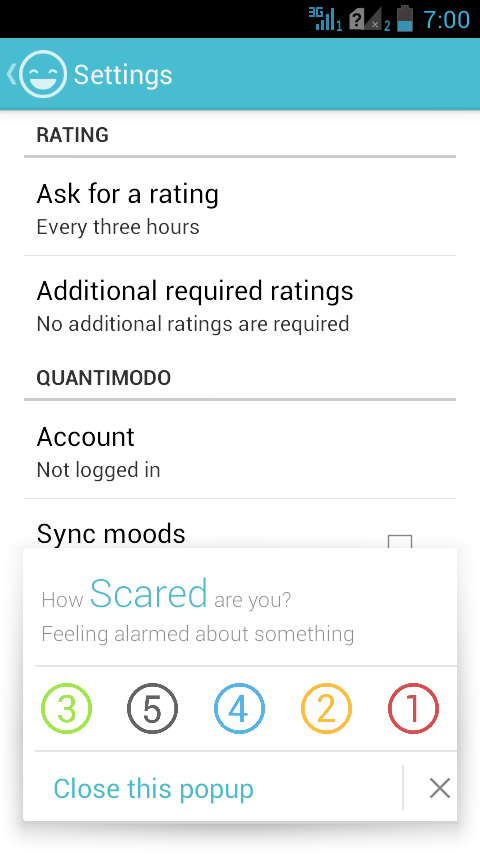 3G 1 ? 2 7:00
Settings
RATING
Ask for a rating
Every three hours
Additional required ratings
No additional ratings are required
QUANTIMODO
Account
Not logged in
Sync moods
How Scared are you?
Feeling alarmed about something
3 5 4 2 1
Close this popup